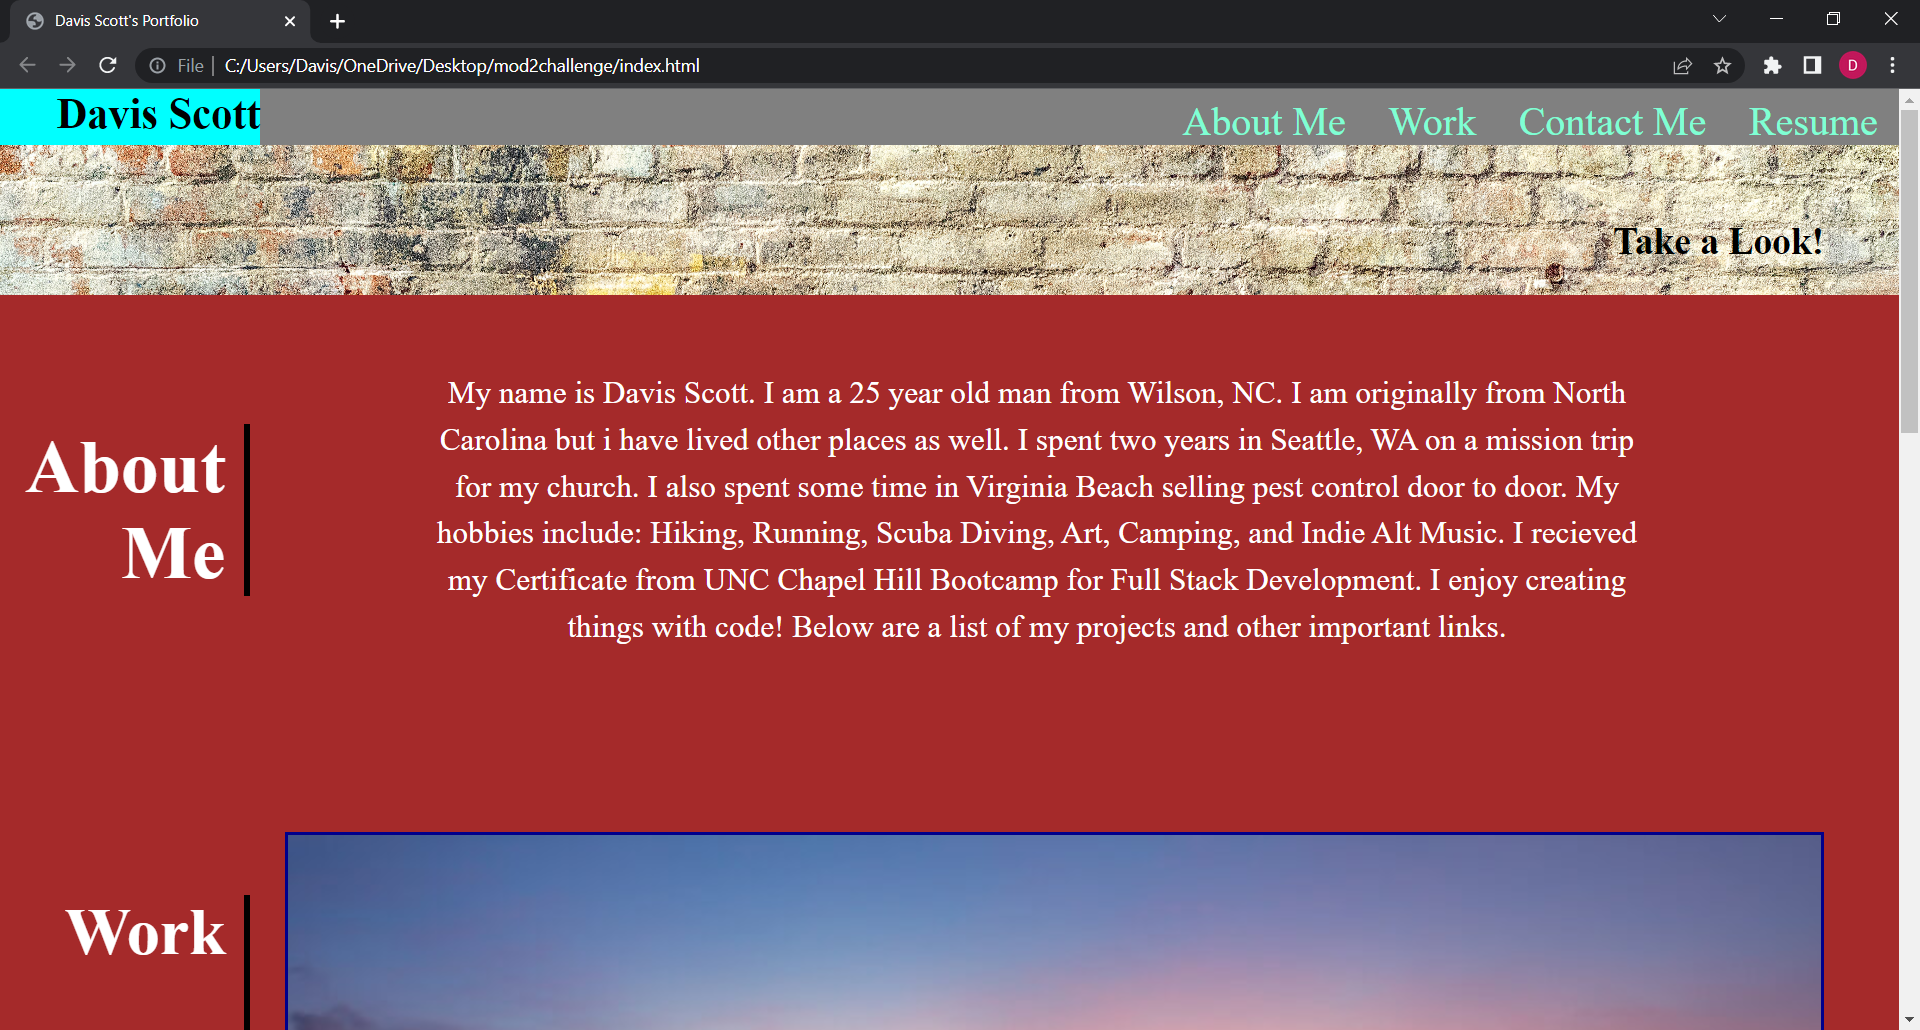 Davis Scott's Portfolio
File
C:/Users/Davis/OneDrive/Desktop/mod2challenge/index.html
D
Davis Scott
About Me Work Contact Me Resume
Take a Look!
About
Me
My name is Davis Scott. I am a 25 year old man from Wilson, NC. I am originally from North
Carolina but i have lived other places as well. I spent two years in Seattle, WA on a mission trip
for my church. I also spent some time in Virginia Beach selling pest control door to door. My
hobbies include: Hiking, Running, Scuba Diving, Art, Camping, and Indie Alt Music. I recieved
my Certificate from UNC Chapel Hill Bootcamp for Full Stack Development. I enjoy creating
things with code! Below are a list of my projects and other important links.
Work